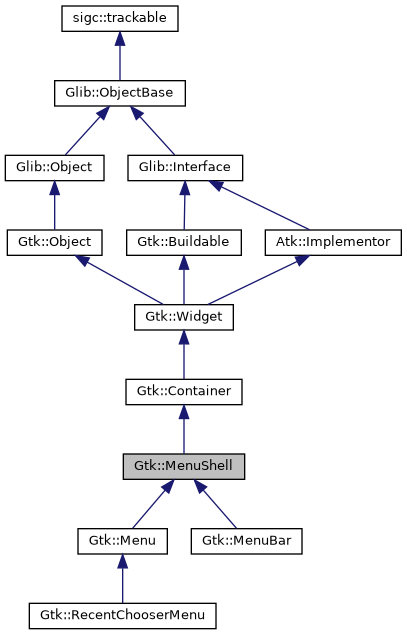 sigc::trackable
Glib::ObjectBase
Glib::Object
Glib::Interface
Gtk::Object
Gtk::Buildable
Atk::Implementor
Gtk::Widget
Gtk::Container
Gtk::MenuShell
Gtk::Menu
Gtk::MenuBar
Gtk::RecentChooserMenu